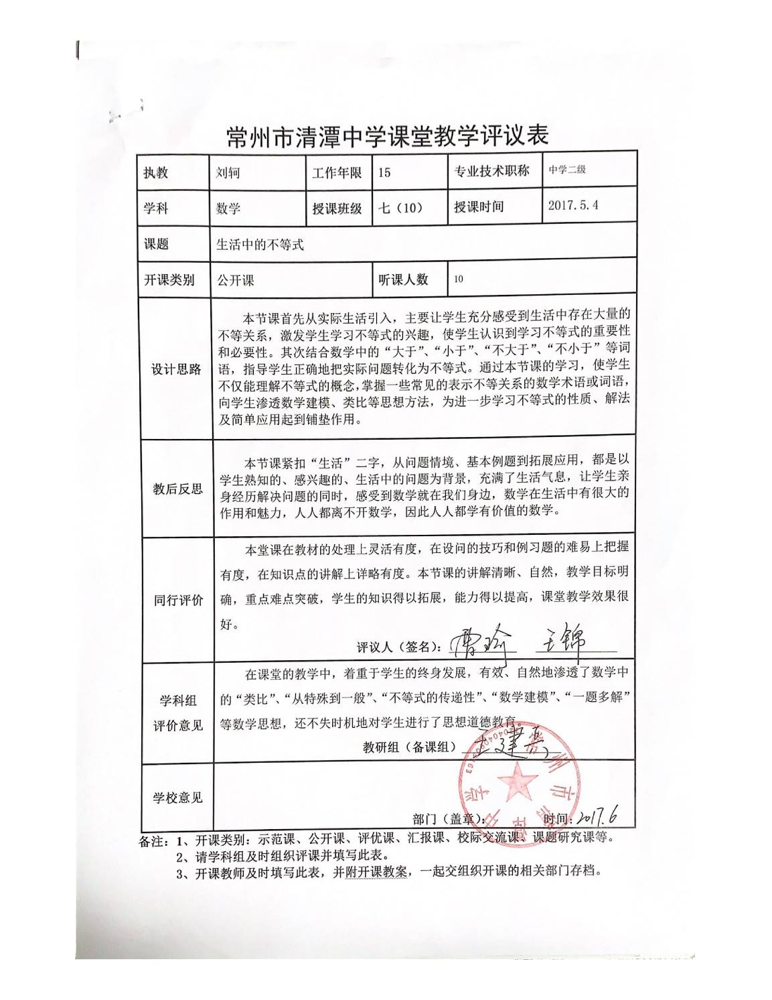 常州市清潭中学课堂教学评议表
执教 刘轲 工作年限 15 专业技术职称 中学二级
学科 数学 授课班级 七（10） 授课时间 2017.5.4
课题 生活中的不等式
开课类别 公开课 听课人数 10
本节课首先从实际生活引入，主要让学生充分感受到生活中存在大量的
不等关系，激发学生学习不等式的兴趣，使学生认识到学习不等式的重要性
和必要性。其次结合数学中的“大于”、“小于”、“不大于”、“不小于”等词
设计思路 语，指导学生正确地把实际问题转化为不等式。通过本节课的学习，使学生
不仅能理解不等式的概念，掌握一些常见的表示不等关系的数学术语或词语，
向学生渗透数学建模、类比等思想方法，为进一步学习不等式的性质、解法
及简单应用起到铺垫作用。
本节课紧扣“生活”二字，从问题情境、基本例题到拓展应用，都是以
学生熟知的、感兴趣的、生活中的问题为背景，充满了生活气息，让学生亲
教后反思 身经历解决问题的同时，感受到数学就在我们身边，数学在生活中有很大的
作用和魅力，人人都离不开数学，因此人人都学有价值的数学。
本堂课在教材的处理上灵活有度，在设问的技巧和例习题的难易上把握
有度，在知识点的讲解上详略有度。本节课的讲解清晰、自然，教学目标明
同行评价 确，重点难点突破，学生的知识得以拓展，能力得以提高，课堂教学效果很
好。
评议人（签名）： 曹玲 王锦
在课堂的教学中，着重于学生的终身发展，有效、自然地渗透了数学中
学科组 的“类比”、“从特殊到一般”、“不等式的传递性”、“数学建模”、“一题多解”
评价意见 等数学思想，还不失时机地对学生进行了思想道德教育。
教研组（备课组）
常州市清潭中学
学校意见
部门（盖章）： 时间：2017.6
备注：1、开课类别：示范课、公开课、评优课、汇报课、校际交流课、课题研究课等。
2、请学科组及时组织评课并填写此表。
3、开课教师及时填写此表，并附开课教案，一起交组织开课的相关部门存档。